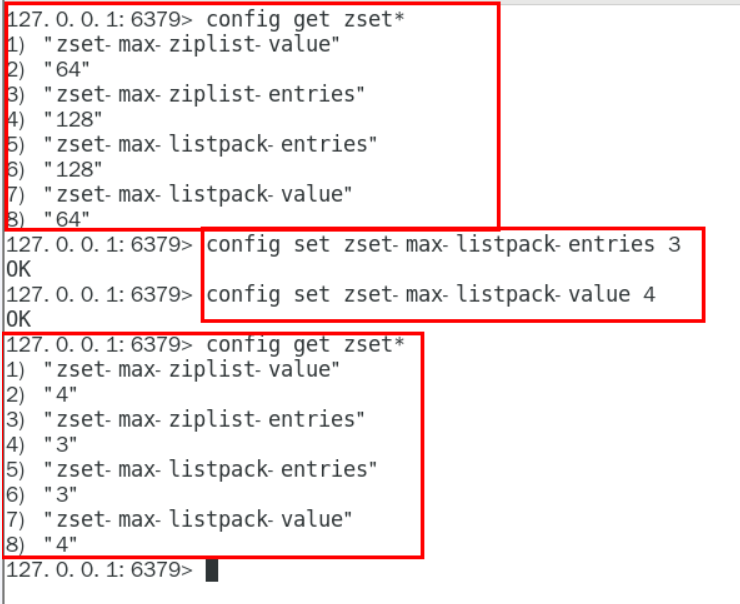 127.0.0.1:6379> config get zset*
1) "zset-max-ziplist-value"
2) "64"
3) "zset-max-ziplist-entries"
4) "128"
5) "zset-max-listpack-entries"
6) "128"
7) "zset-max-listpack-value"
8) "64"
127.0.0.1:6379> config set zset-max-listpack-entries 3
OK
127.0.0.1:6379> config set zset-max-listpack-value 4
OK
127.0.0.1:6379> config get zset*
1) "zset-max-ziplist-value"
2) "4"
3) "zset-max-ziplist-entries"
4) "3"
5) "zset-max-listpack-entries"
6) "3"
7) "zset-max-listpack-value"
8) "4"
127.0.0.1:6379>